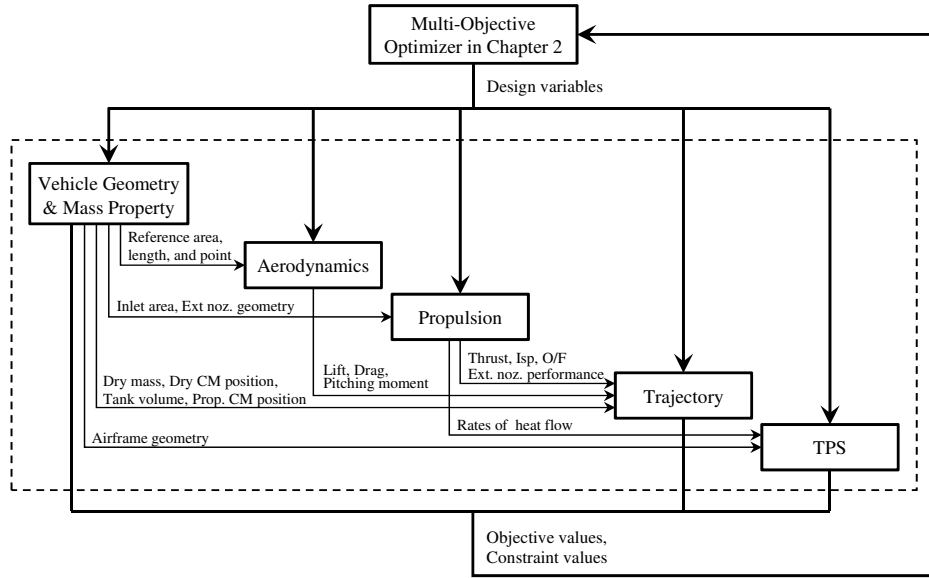 Multi-Objective
Optimizer in Chapter 2
Design variables
Vehicle Geometry
& Mass Property
Reference area,
length, and point
Aerodynamics
Inlet area, Ext noz. geometry
Propulsion
Thrust, Isp, O/F
Ext. noz. performance
Lift, Drag,
Pitching moment
Dry mass, Dry CM position,
Tank volume, Prop. CM position
Trajectory
Rates of heat flow
Airframe geometry
TPS
Objective values,
Constraint values